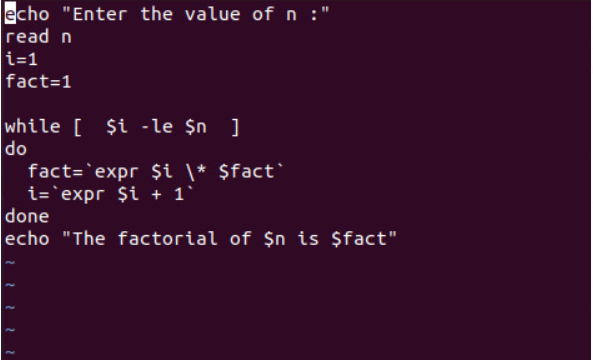 echo "Enter the value of n :"
read n
i=1
fact=1

while [  $i -le $n  ]
do
  fact=`expr $i \* $fact`
  i=`expr $i + 1`
done
echo "The factorial of $n is $fact"
~
~
~
~
~